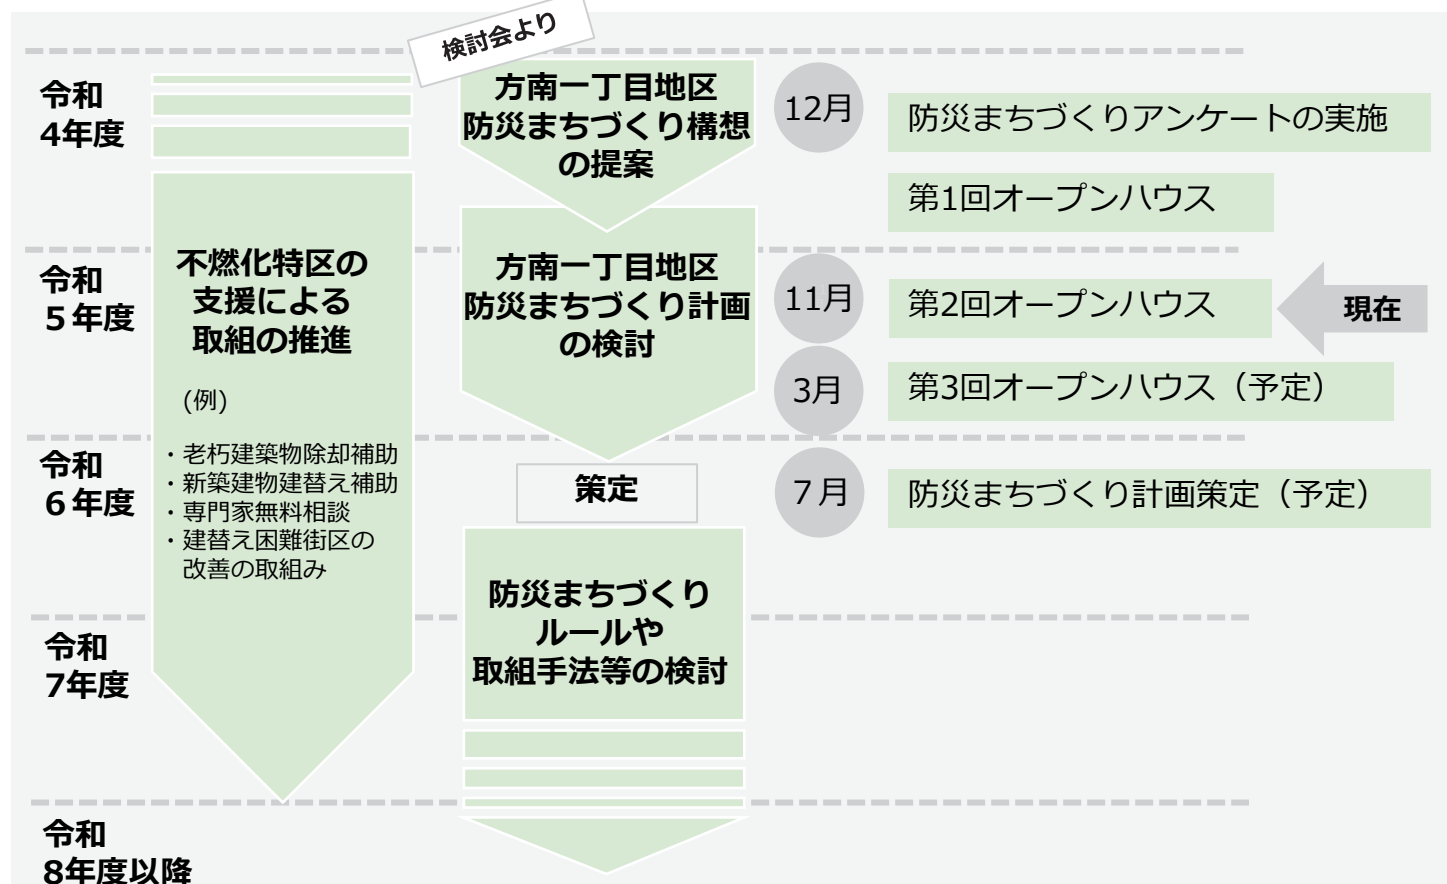 検討会より
令和
4年度
方南一丁目地区
防災まちづくり構想
の提案
12月
防災まちづくりアンケートの実施
第1回オープンハウス
不燃化特区の
支援による
取組の推進
(例)
・老朽建築物除却補助
・新築建物建替え補助
・専門家無料相談
・建替え困難街区の
改善の取組み
令和
５年度
方南一丁目地区
防災まちづくり計画
の検討
11月
第2回オープンハウス
現在
3月
第3回オープンハウス（予定）
令和
６年度
策定
７月
防災まちづくり計画策定（予定）
防災まちづくり
ルールや
取組手法等の検討
令和
7年度
令和
8年度以降